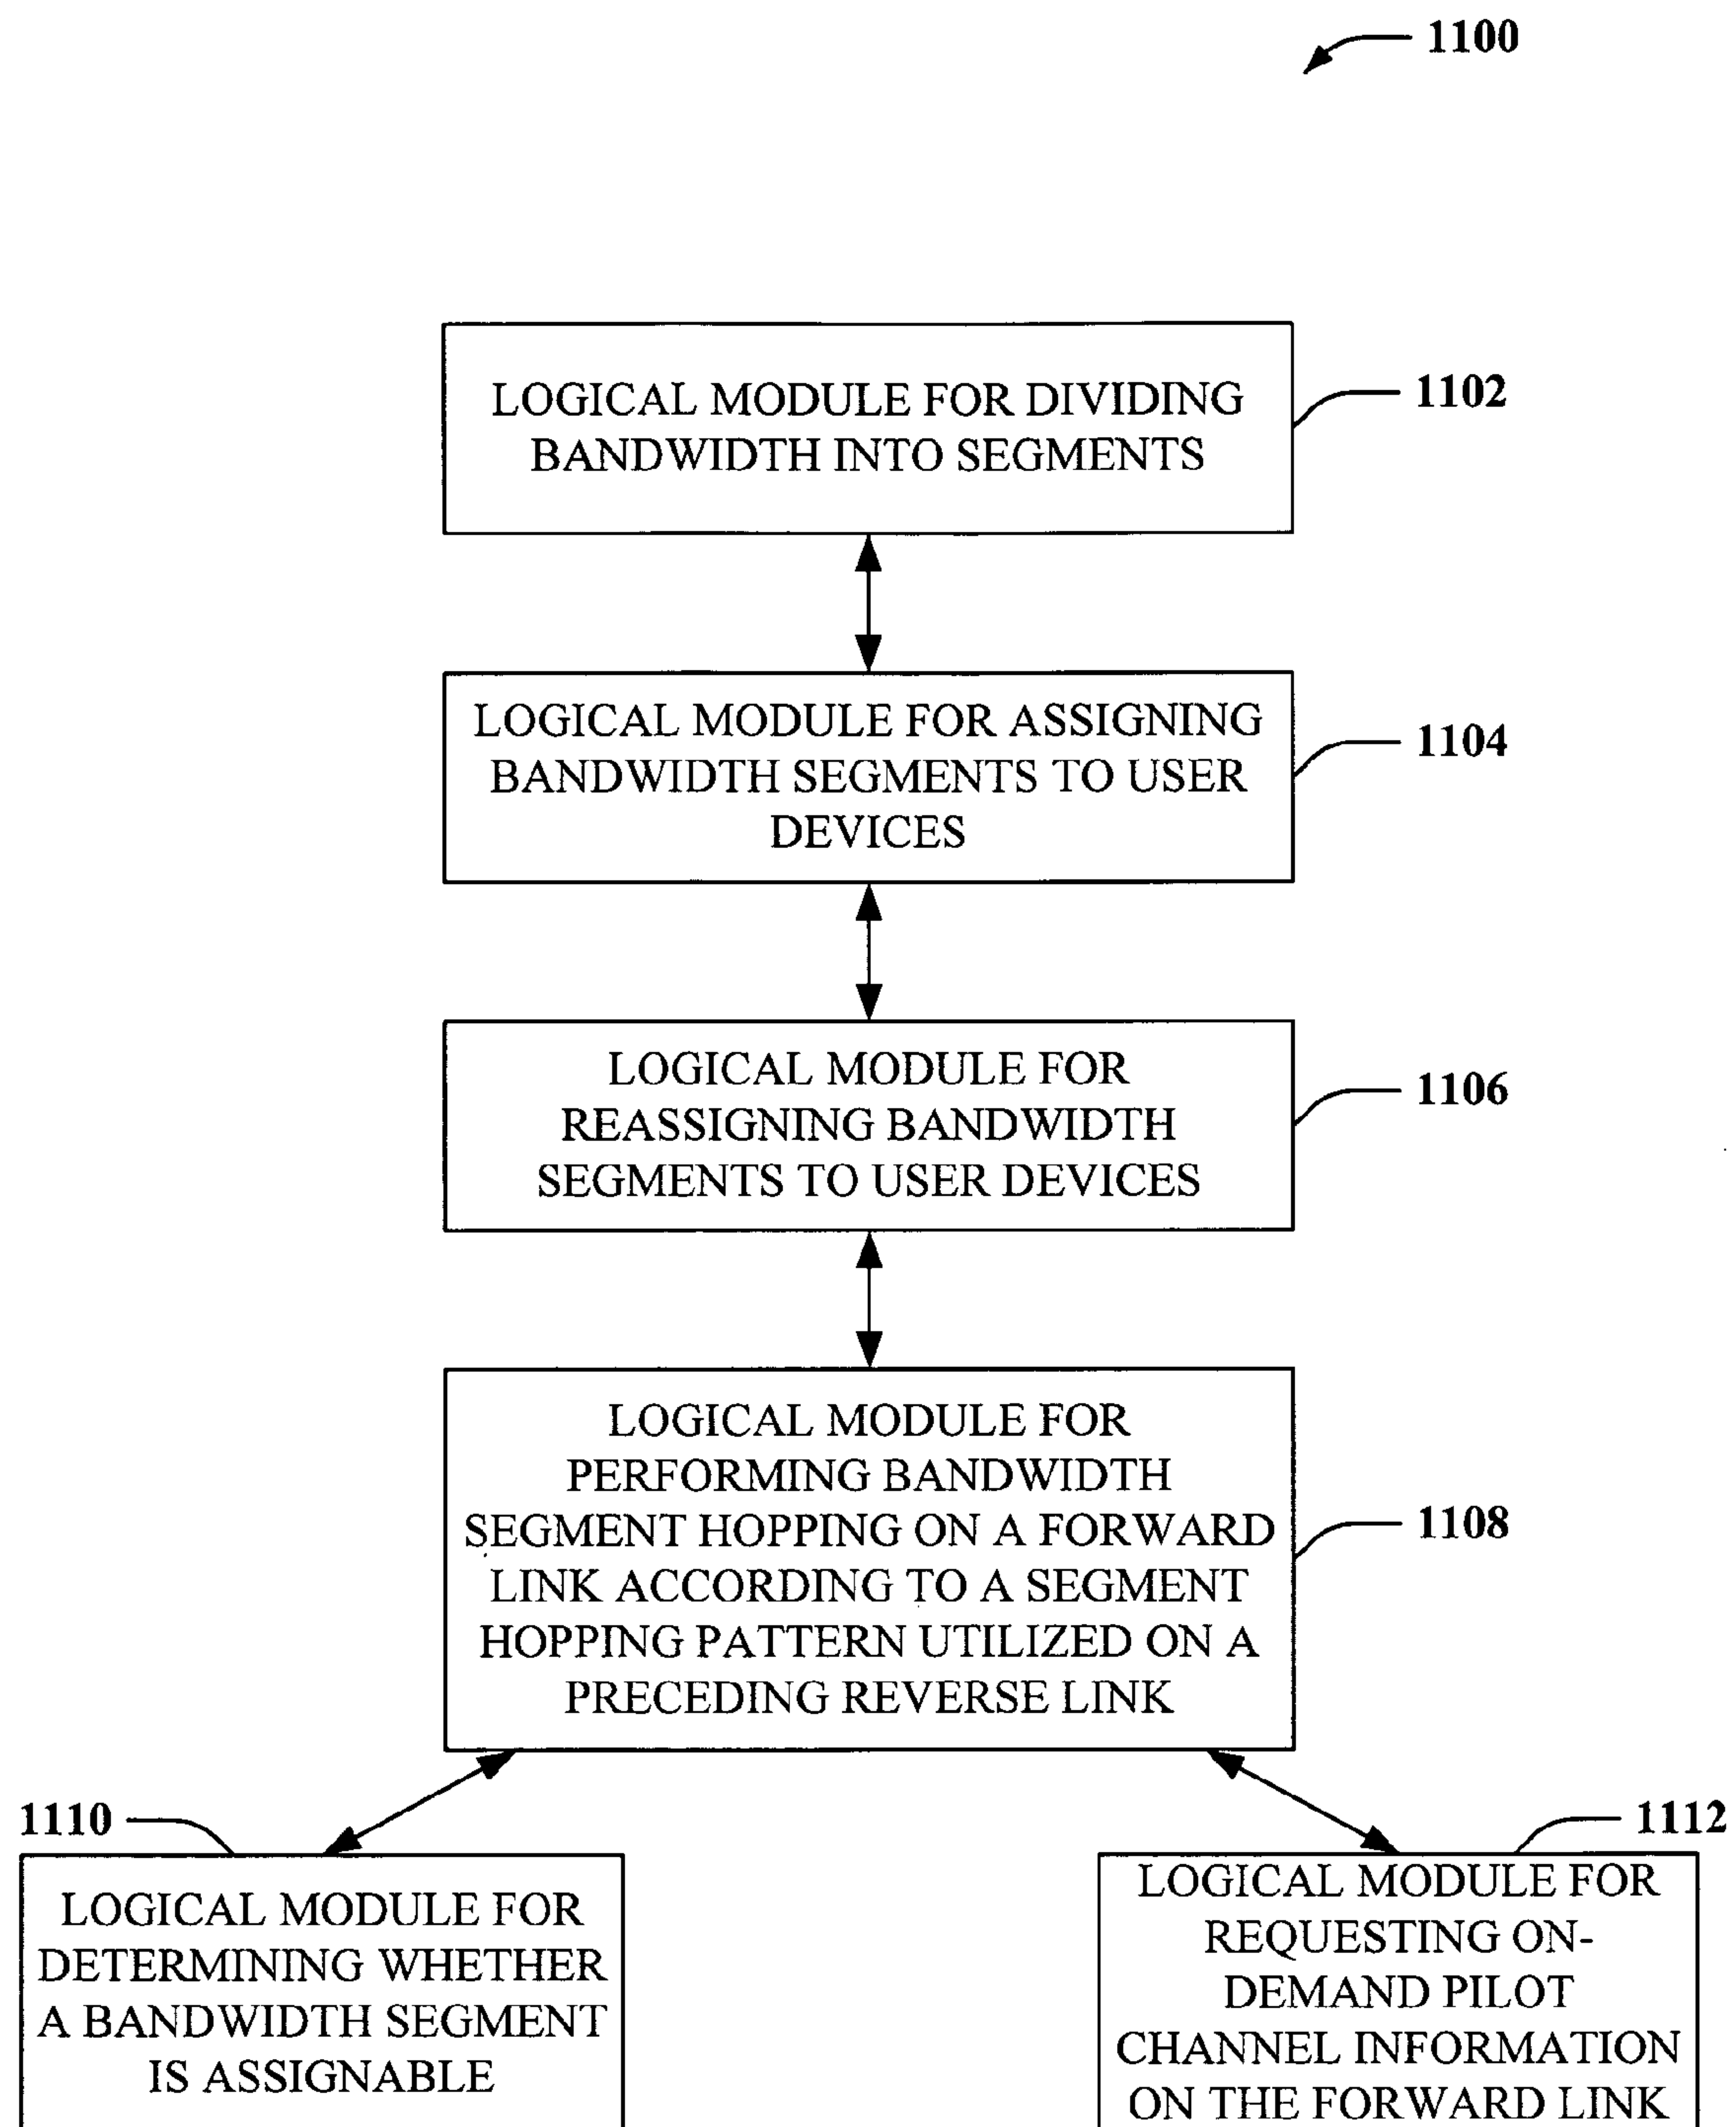 1100
LOGICAL MODULE FOR DIVIDING
BANDWIDTH INTO SEGMENTS
1102
LOGICAL MODULE FOR ASSIGNING
BANDWIDTH SEGMENTS TO USER
DEVICES
1104
LOGICAL MODULE FOR
REASSIGNING BANDWIDTH
SEGMENTS TO USER DEVICES
1106
LOGICAL MODULE FOR
PERFORMING BANDWIDTH
SEGMENT HOPPING ON A FORWARD
LINK ACCORDING TO A SEGMENT
HOPPING PATTERN UTILIZED ON A
PRECEDING REVERSE LINK
1108
1110
LOGICAL MODULE FOR
DETERMINING WHETHER
A BANDWIDTH SEGMENT
IS ASSIGNABLE
1112
LOGICAL MODULE FOR
REQUESTING ON-
DEMAND PILOT
CHANNEL INFORMATION
ON THE FORWARD LINK